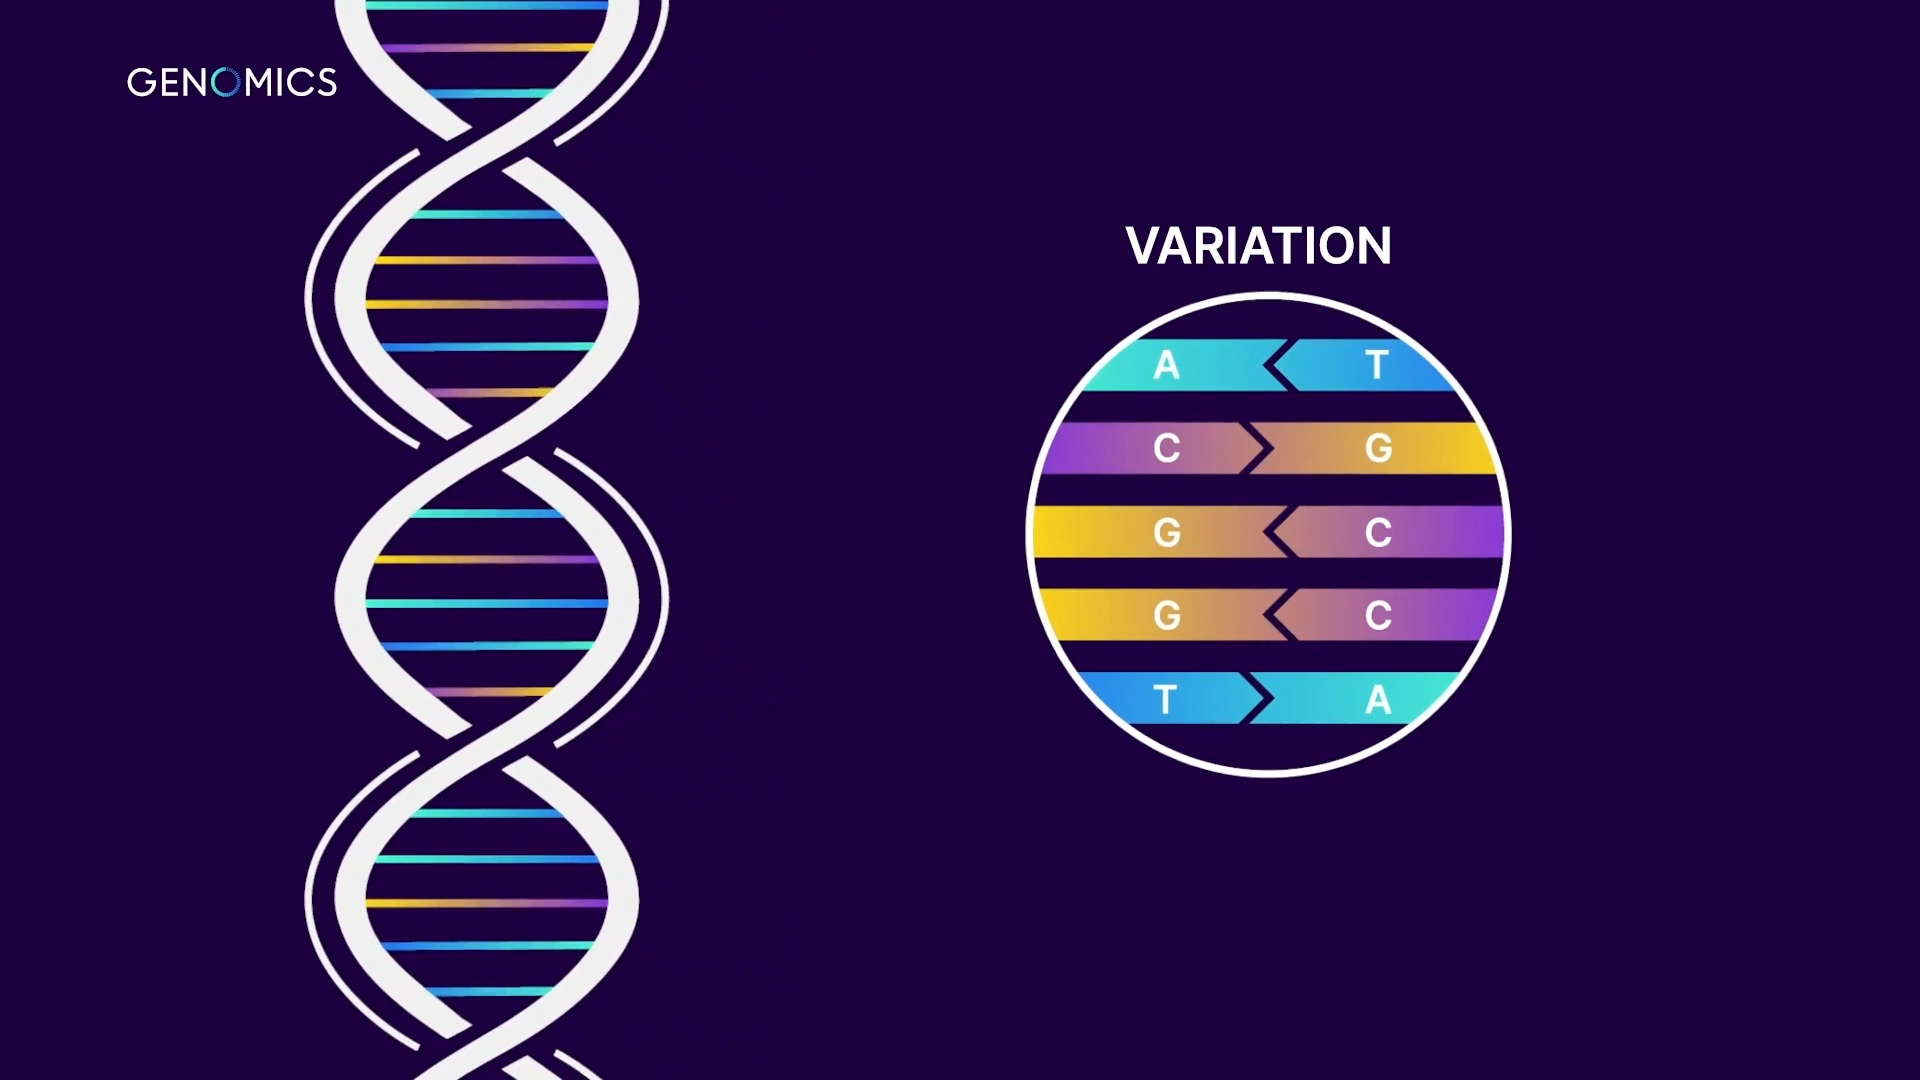 GENOMICS
VARIATION
A T
C G
G C
G C
T A